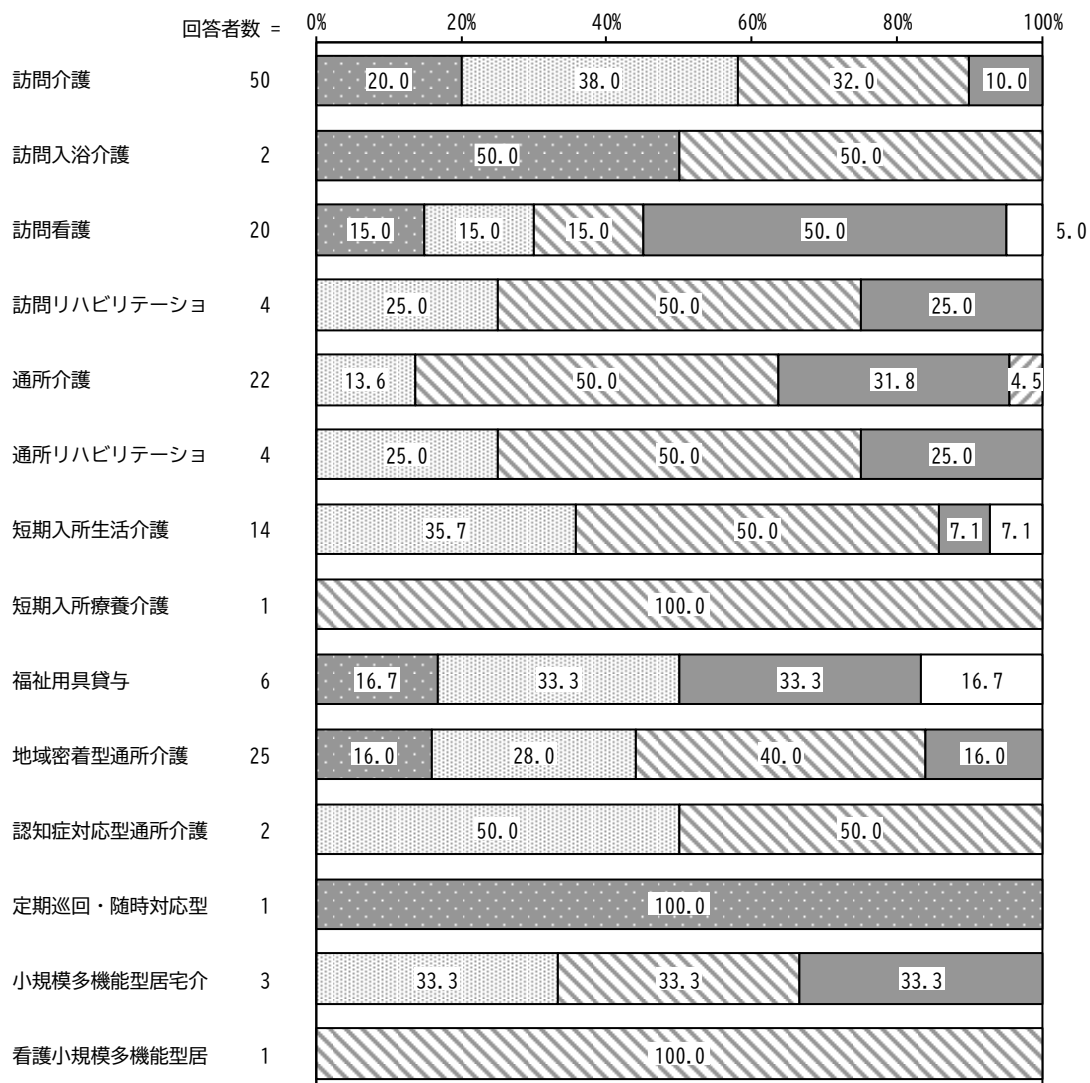 回答者数 = 0% 20% 40% 60% 80% 100%
訪問介護 50 20.0 38.0 32.0 10.0
訪問入浴介護 2 50.0 50.0
訪問看護 20 15.0 15.0 15.0 50.0 5.0
訪問リハビリテーショ 4 25.0 50.0 25.0
通所介護 22 13.6 50.0 31.8 4.5
通所リハビリテーショ 4 25.0 50.0 25.0
短期入所生活介護 14 35.7 50.0 7.1 7.1
短期入所療養介護 1 100.0
福祉用具貸与 6 16.7 33.3 33.3 16.7
地域密着型通所介護 25 16.0 28.0 40.0 16.0
認知症対応型通所介護 2 50.0 50.0
定期巡回・随時対応型 1 100.0
小規模多機能型居宅介 3 33.3 33.3 33.3
看護小規模多機能型居 1 100.0